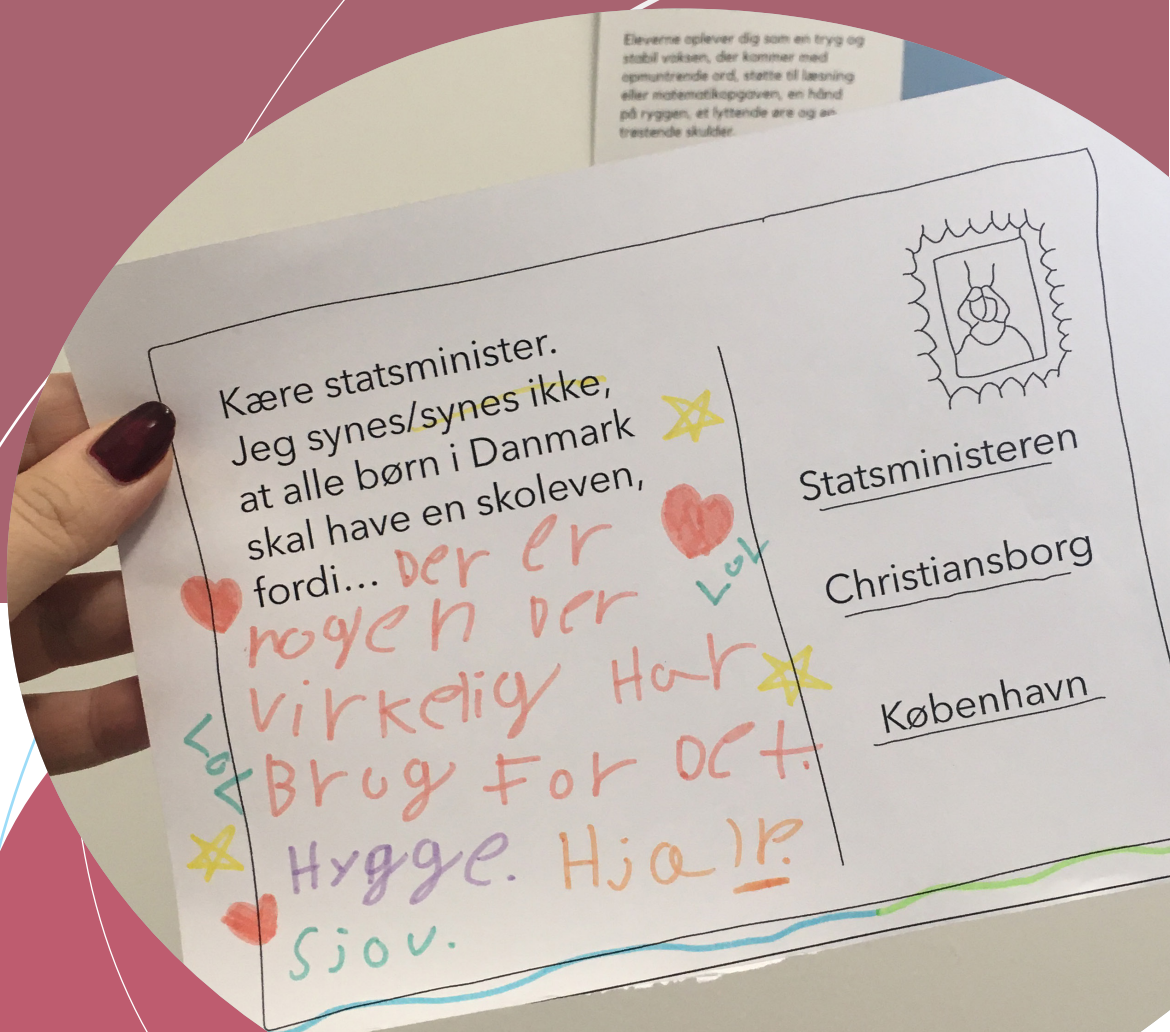 Eleverne oplever dig som en tryg og
stabil voksen, der kommer med
opmuntrende ord, støtte til læsning
eller matematikopgaven, en hånd
på ryggen, et lyttende øre og en
trøstende skulder.
Kære statsminister.
Jeg synes/synes ikke,
at alle børn i Danmark
skal have en skoleven,
fordi... Der er
nogen Der
virkelig Har
Brug For Det.
Hygge. Hjalp.
Sjov.
LOL
LOL
Statsministeren
Christiansborg
København